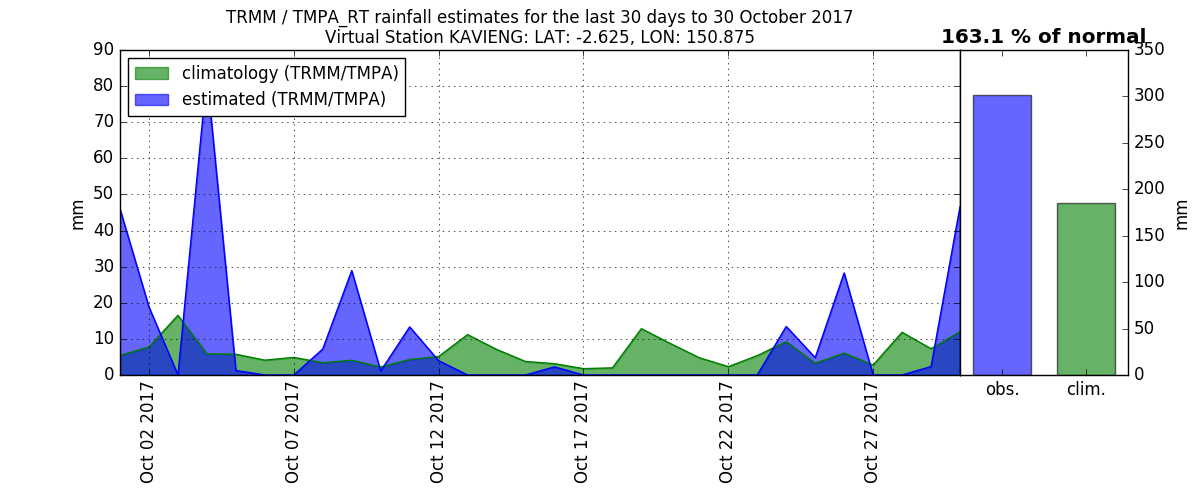 TRMM / TMPA_RT rainfall estimates for the last 30 days to 30 October 2017
Virtual Station KAVIENG: LAT: -2.625, LON: 150.875
163.1 % of normal
climatology (TRMM/TMPA)
estimated (TRMM/TMPA)
90
80
70
60
50
40
30
20
10
0
mm
Oct 02 2017
Oct 07 2017
Oct 12 2017
Oct 17 2017
Oct 22 2017
Oct 27 2017
350
300
250
200
150
100
50
0
mm
obs.
clim.